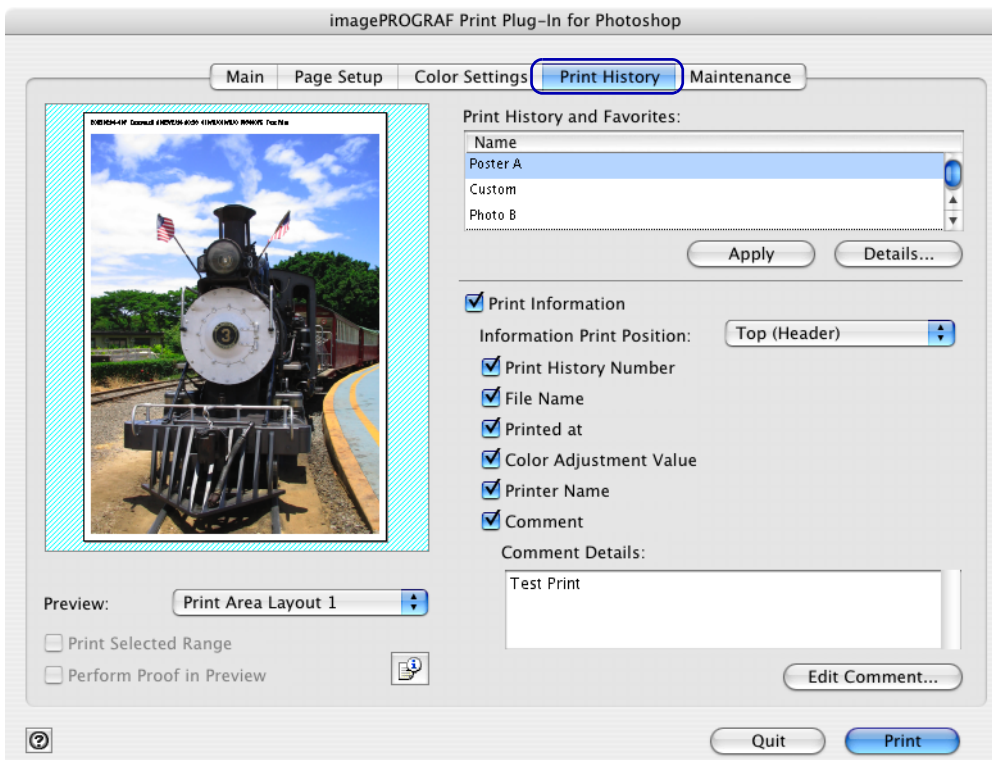 imagePROGRAF Print Plug-In for Photoshop
Main Page Setup Color Settings Print History Maintenance
Print History and Favorites:
Name
Poster A
Custom
Photo B
Apply Details...
Print Information
Information Print Position: Top (Header)
Print History Number
File Name
Printed at
Color Adjustment Value
Printer Name
Comment
Comment Details:
Test Print
Edit Comment...
3
Preview: Print Area Layout 1
Print Selected Range
Perform Proof in Preview
Quit Print